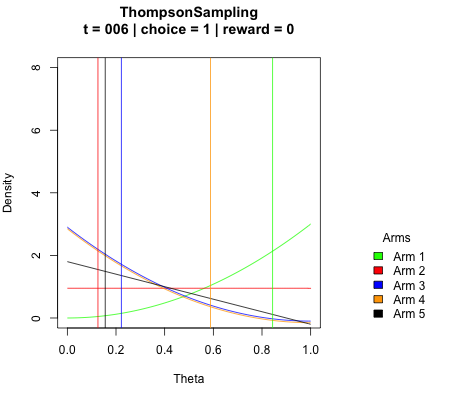 ThompsonSampling
t = 006 | choice = 1 | reward = 0
8
6
4
2
0
Density
0.0 0.2 0.4 0.6 0.8 1.0
Theta
Arms
Arm 1
Arm 2
Arm 3
Arm 4
Arm 5